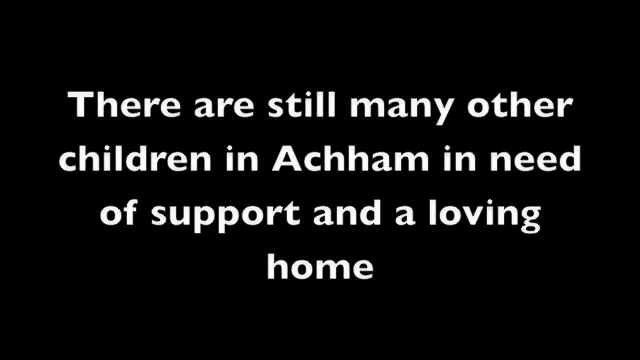 There are still many other
children in Achham in need
of support and a loving
home